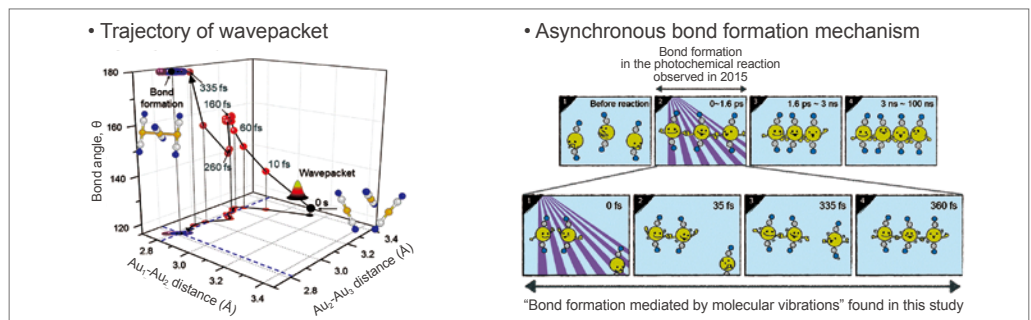 • Trajectory of wavepacket
180
160
140
120
Bond angle, θ
Bond
formation
335 fs
160 fs
60 fs
260 fs
10 fs
Wavepacket
0 s
2.8
3.0
3.2
3.4
Au₁-Au₂ distance (Å)
2.8
3.0
3.2
3.4
Au₂-Au₃ distance (Å)
• Asynchronous bond formation mechanism
Bond formation
in the photochemical reaction
observed in 2015
1 Before reaction
2 0~1.6 ps
3 1.6 ps ~ 3 ns
4 3 ns ~ 100 ns
1 0 fs
2 35 fs
3 335 fs
4 360 fs
“Bond formation mediated by molecular vibrations” found in this study